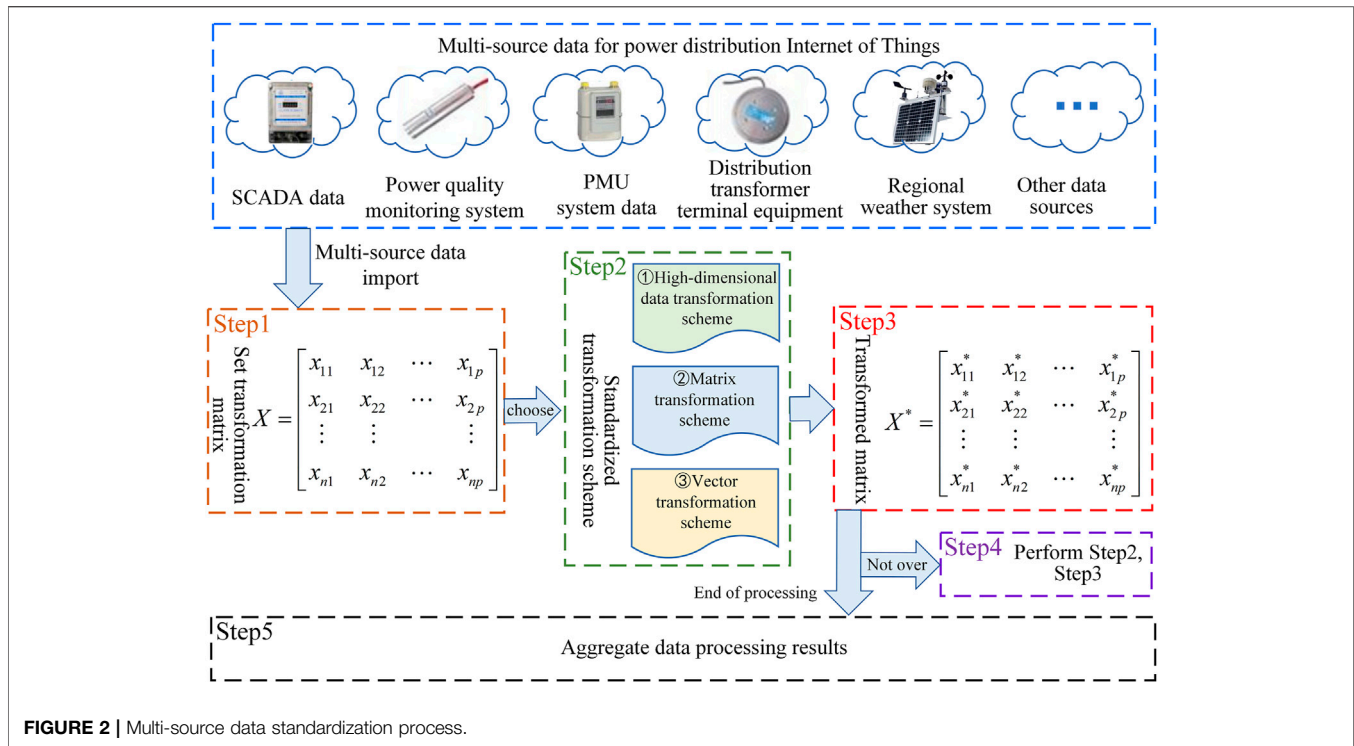 Multi-source data for power distribution Internet of Things
SCADA data
Power quality
monitoring system
PMU
system data
Distribution
transformer
terminal equipment
Regional
weather system
Other data
sources
Multi-source data
import
Step1
Set transformation
matrix
X = [
x11 x12 ⋯ x1p
x21 x22 ⋯ x2p
⋮ ⋮ ⋮
xn1 xn2 ⋯ xnp
]
choose
Step2
Standardized
transformation scheme
①High-dimensional
data transformation
scheme
②Matrix
transformation
scheme
③Vector
transformation
scheme
Step3
Transformed matrix
X* = [
x*11 x*12 ⋯ x*1p
x*21 x*22 ⋯ x*2p
⋮ ⋮ ⋮
x*n1 x*n2 ⋯ x*np
]
Not over
Step4
Perform Step2,
Step3
End of processing
Step5
Aggregate data processing results
FIGURE 2 | Multi-source data standardization process.